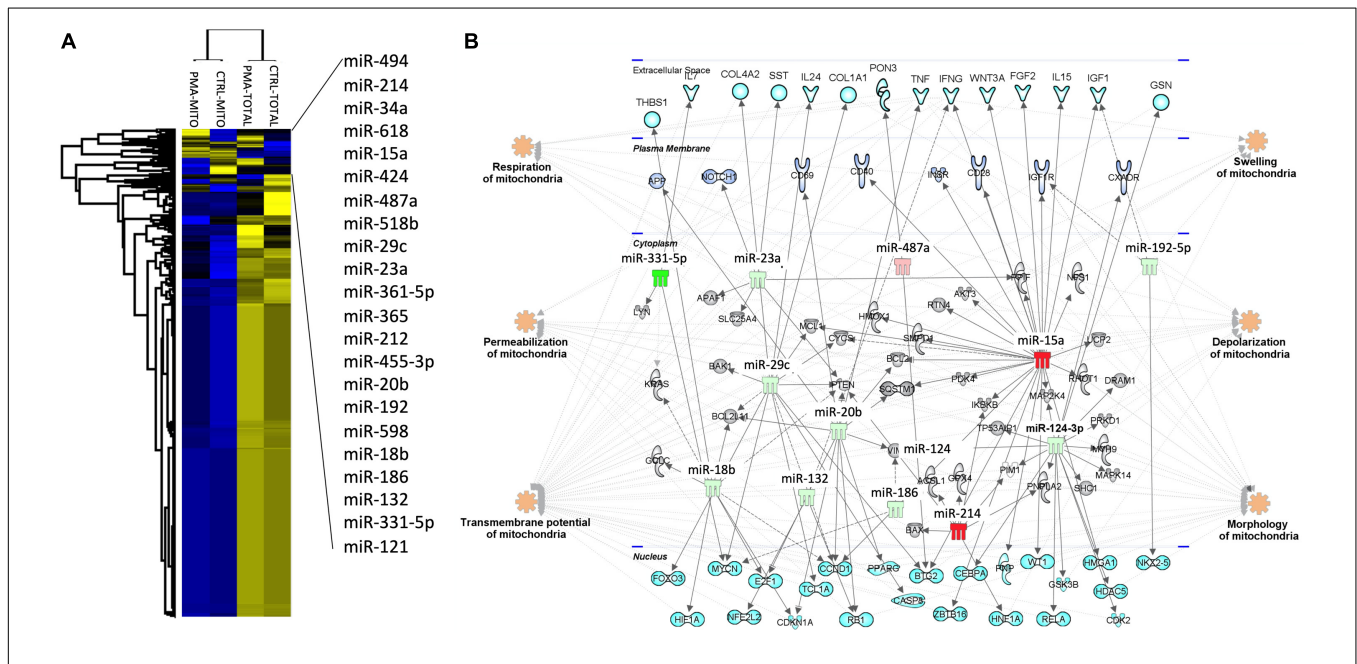 A
PMA-MITO
CTRL-MITO
PMA-TOTAL
CTRL-TOTAL
miR-494
miR-214
miR-34a
miR-618
miR-15a
miR-424
miR-487a
miR-518b
miR-29c
miR-23a
miR-361-5p
miR-365
miR-212
miR-455-3p
miR-20b
miR-192
miR-598
miR-18b
miR-186
miR-132
miR-331-5p
miR-121
B
Extracellular Space
IL7
COL4A2
SST
IL24
COL1A1
PON3
TNF
IFNG
WNT3A
FGF2
IL15
IGF1
GSN
THBS1
Plasma Membrane
Respiration
of mitochondria
Swelling
of mitochondria
APP
NOTCH1
CD69
CD40
INSR
CD28
IGF1R
CXADR
Cytoplasm
miR-331-5p
miR-23a
miR-487a
miR-192-5p
LYN
APAF1
SLC25A4
MCL1
CYCS
HMOX1
SMPD1
RTN4
AKT3
miR-15a
UCP2
Permeabilization
of mitochondria
Depolarization
of mitochondria
KRAS
BAK1
miR-29c
PTEN
BCL2
SQSTM1
PDK4
IKBKB
MAP2K4
RHOT1
DRAM1
BCL2L11
miR-20b
TP53AIP1
miR-124-3p
PRKD1
MYH9
MAPK14
GCLC
miR-18b
miR-132
miR-186
miR-124
ACSL1
GPX4
PIM1
PNPLA2
SHC1
BAX
miR-214
Transmembrane potential
of mitochondria
Morphology
of mitochondria
Nucleus
FOXO3
MYCN
E2F1
CCND1
TCL1A
PPARG
BTG2
CEBPA
PNP
WT1
GSK3B
HMGA1
HDAC5
NKX2-5
CASP8
HIF1A
NFE2L2
CDKN1A
RB1
ZBTB16
HNF1A
RELA
CDK2